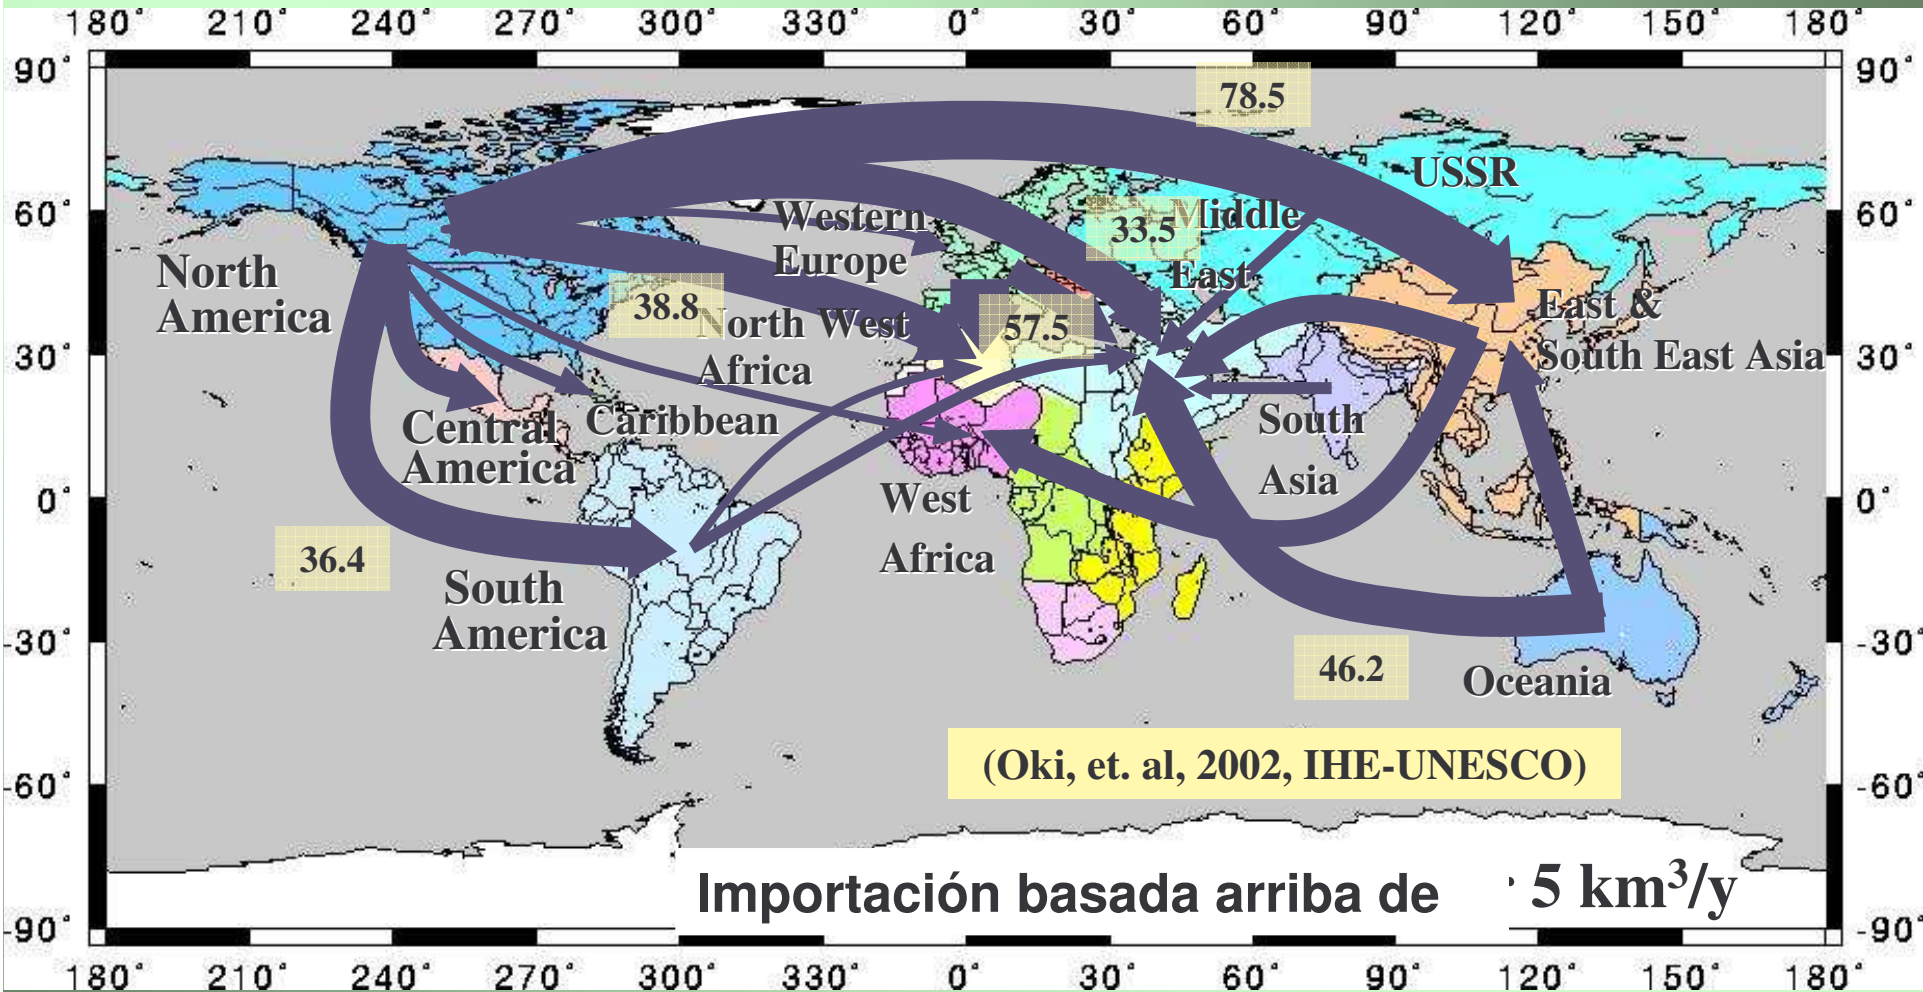 180° 210° 240° 270° 300° 330° 0° 30° 60° 90° 120° 150° 180°
90° 90°
78.5
USSR
60° 60°
Western
Europe
33.5
Middle
East
North
America
38.8
North West
Africa
57.5
East &
South East Asia
30° 30°
Central
America
Caribbean
South
Asia
0° 0°
West
Africa
36.4
South
America
-30° -30°
46.2
Oceania
(Oki, et. al, 2002, IHE-UNESCO)
-60° -60°
Importación basada arriba de 5 km³/y
-90° -90°
180° 210° 240° 270° 300° 330° 0° 30° 60° 90° 120° 150° 180°